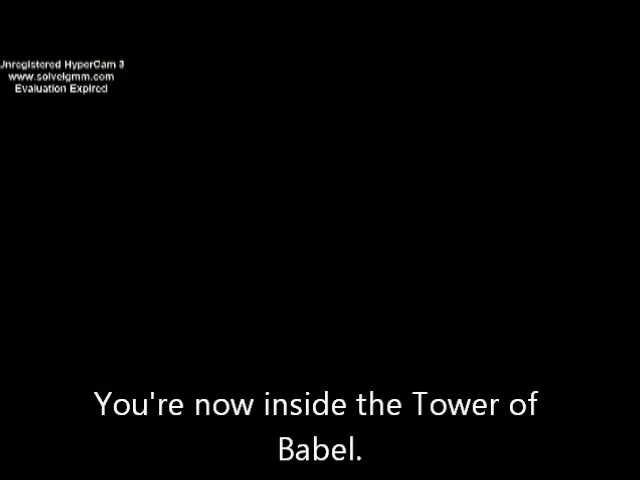 Unregistered HyperCam 3
www.solveigmm.com
Evaluation Expired
You're now inside the Tower of
Babel.